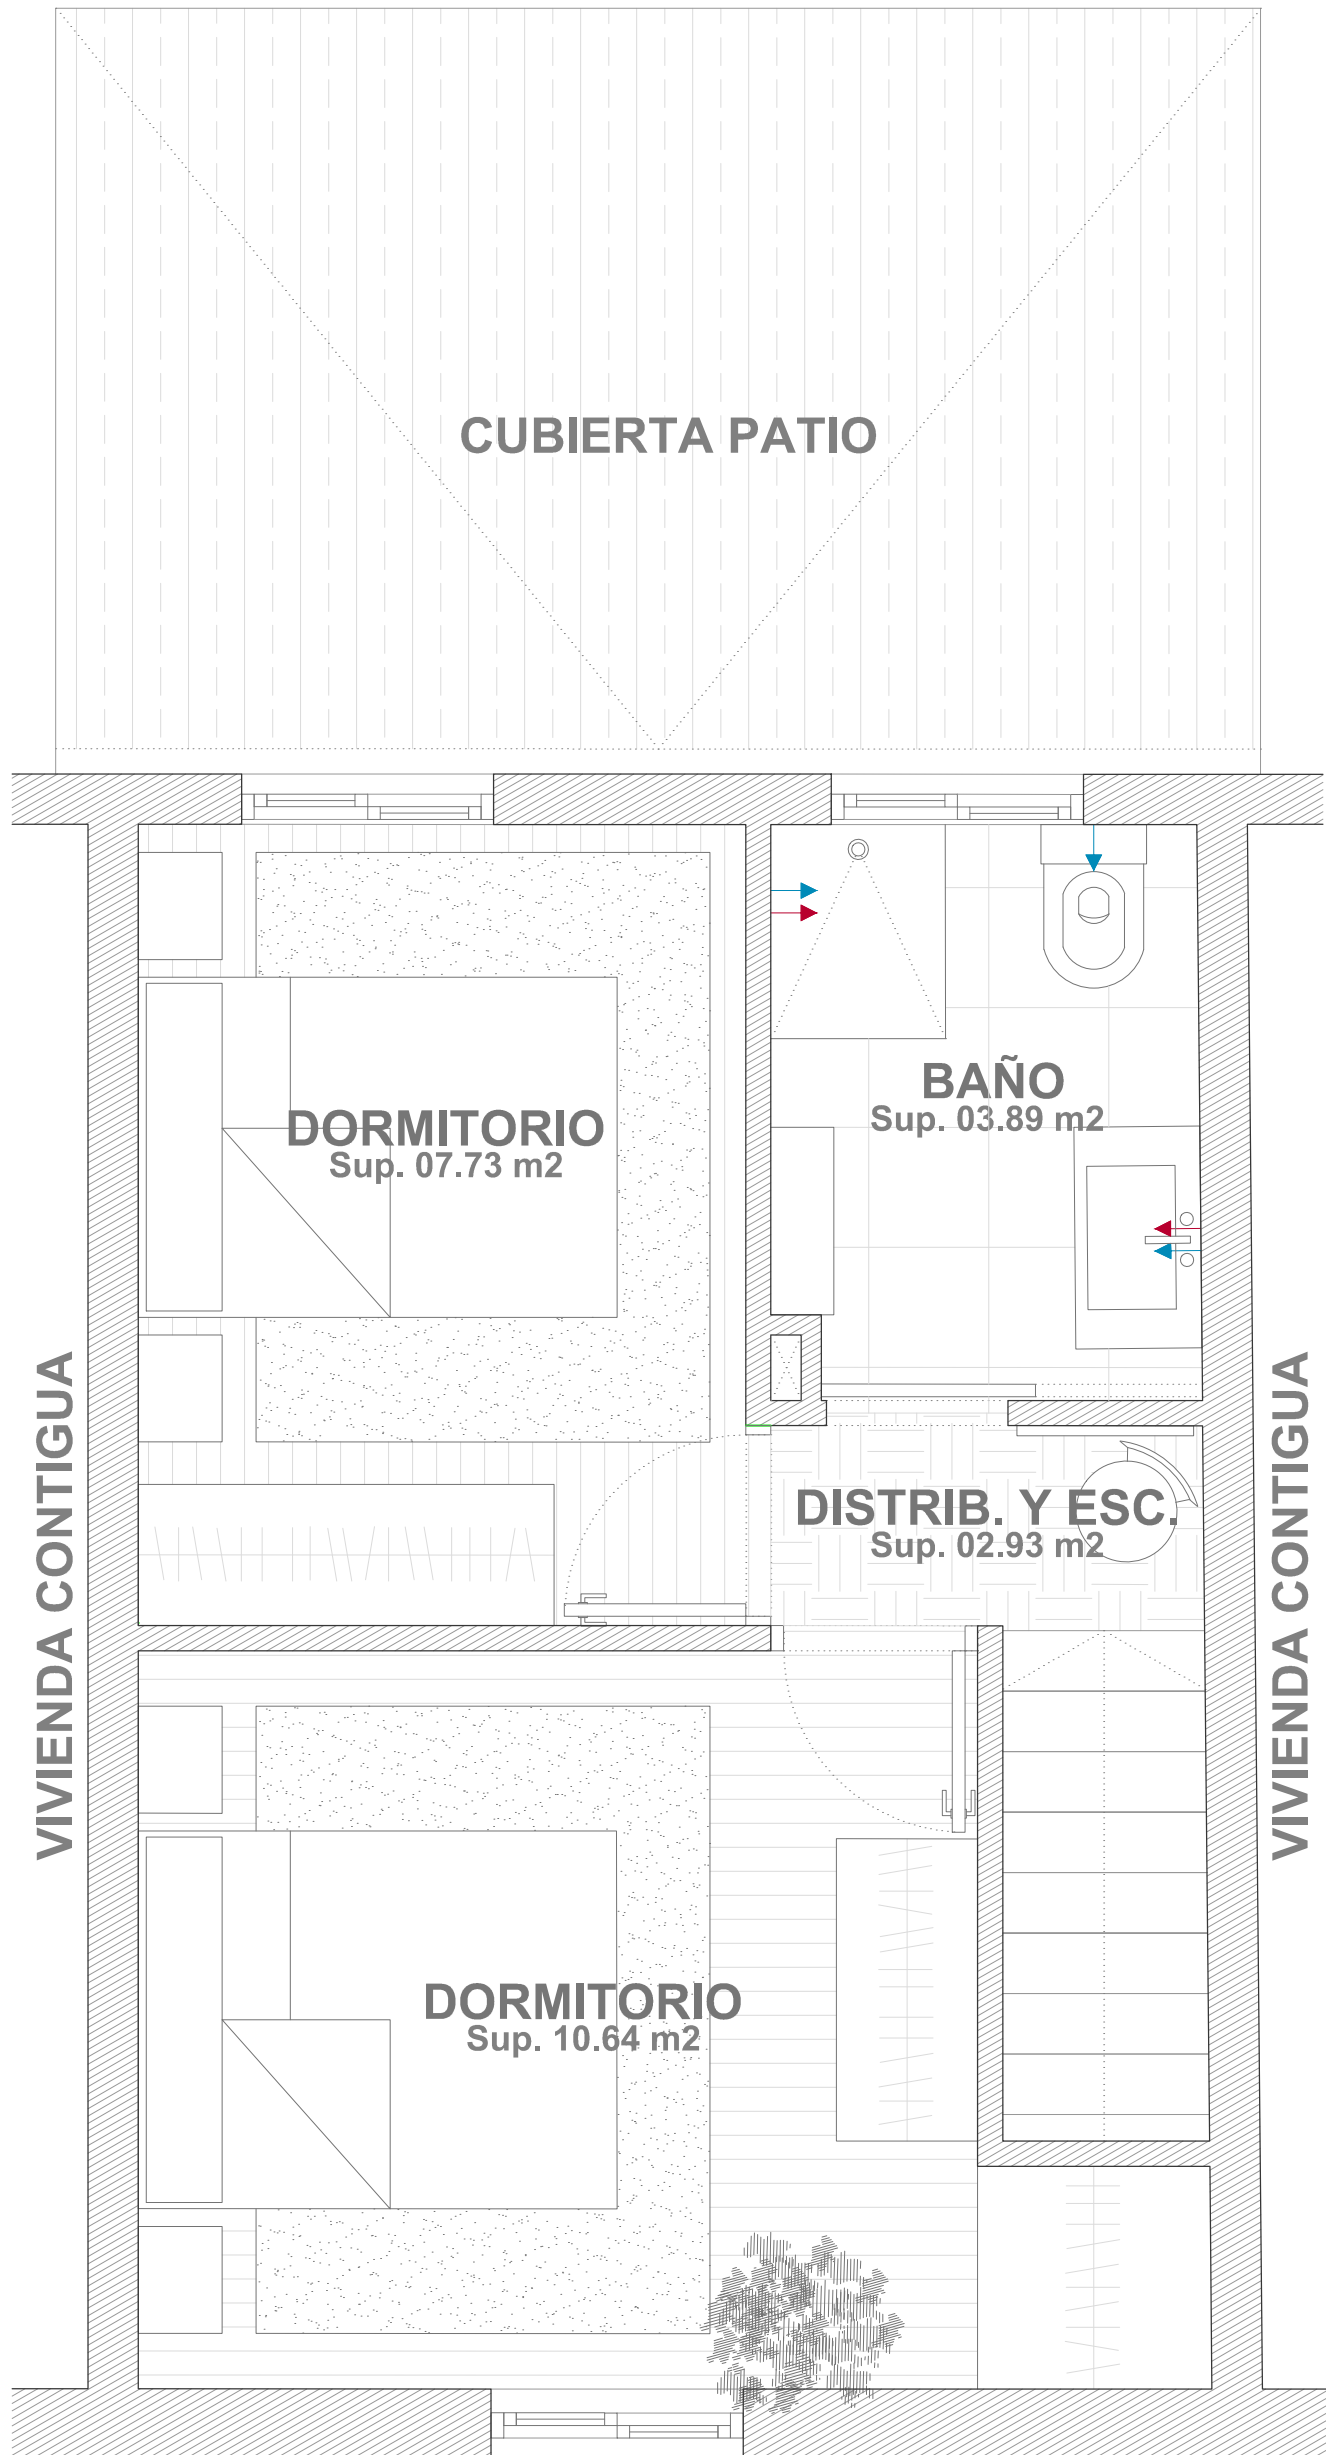 CUBIERTA PATIO
BAÑO
Sup. 03.89 m2
DORMITORIO
Sup. 07.73 m2
DISTRIB. Y ESC.
Sup. 02.93 m2
VIVIENDA CONTIGUA
VIVIENDA CONTIGUA
DORMITORIO
Sup. 10.64 m2